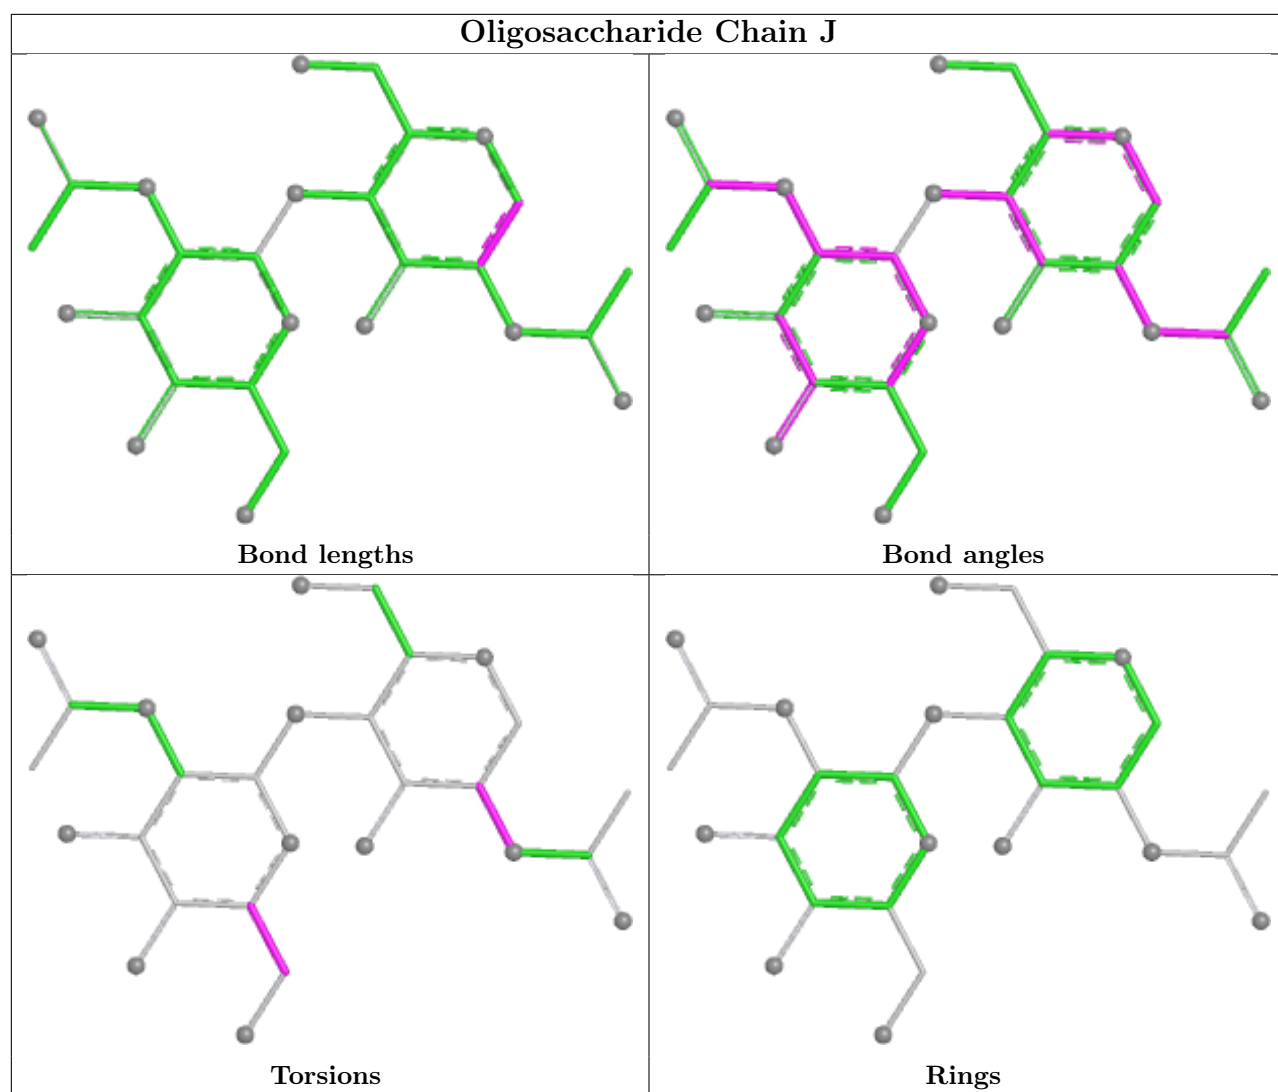 Oligosaccharide Chain J
Bond lengths
Bond angles
Torsions
Rings